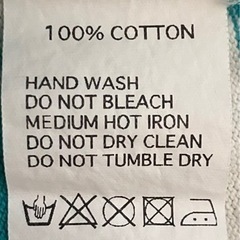 100% COTTON
HAND WASH
DO NOT BLEACH
MEDIUM HOT IRON
DO NOT DRY CLEAN
DO NOT TUMBLE DRY